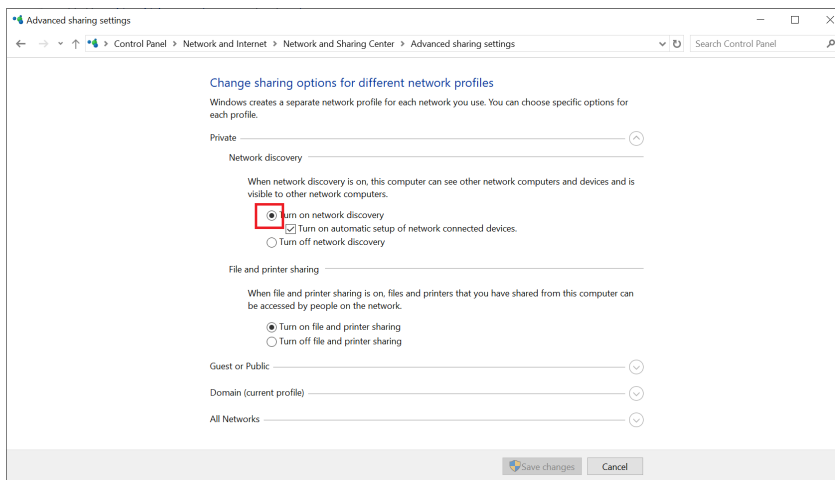 Advanced sharing settings
Control Panel > Network and Internet > Network and Sharing Center > Advanced sharing settings
Search Control Panel
Change sharing options for different network profiles
Windows creates a separate network profile for each network you use. You can choose specific options for
each profile.
Private
Network discovery
When network discovery is on, this computer can see other network computers and devices and is
visible to other network computers.
Turn on network discovery
Turn on automatic setup of network connected devices.
Turn off network discovery
File and printer sharing
When file and printer sharing is on, files and printers that you have shared from this computer can
be accessed by people on the network.
Turn on file and printer sharing
Turn off file and printer sharing
Guest or Public
Domain (current profile)
All Networks
Save changes
Cancel